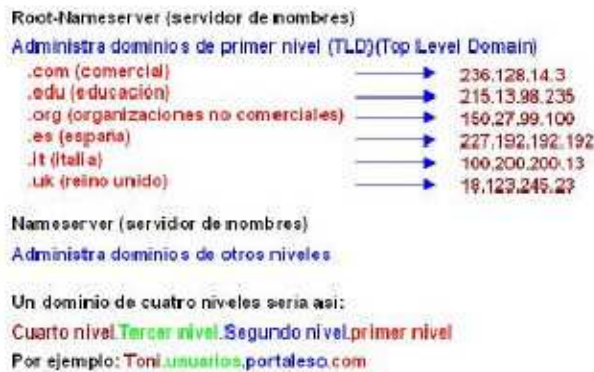 Root-Nameserver (servidor de nombres)
Administra dominios de primer nivel (TLD)(Top Level Domain)
.com (comercial) 236.128.14.3
.edu (educación) 215.13.98.235
.org (organizaciones no comerciales) 150.27.99.100
.es (españa) 227.192.192.192
.it (italia) 100.200.200.13
.uk (reino unido) 18.123.245.23
Nameserver (servidor de nombres)
Administra dominios de otros niveles
Un dominio de cuatro niveles seria asi:
Cuarto nivel.Tercer nivel.Segundo nivel.primer nivel
Por ejemplo: Toni.usuarios.portaleso.com